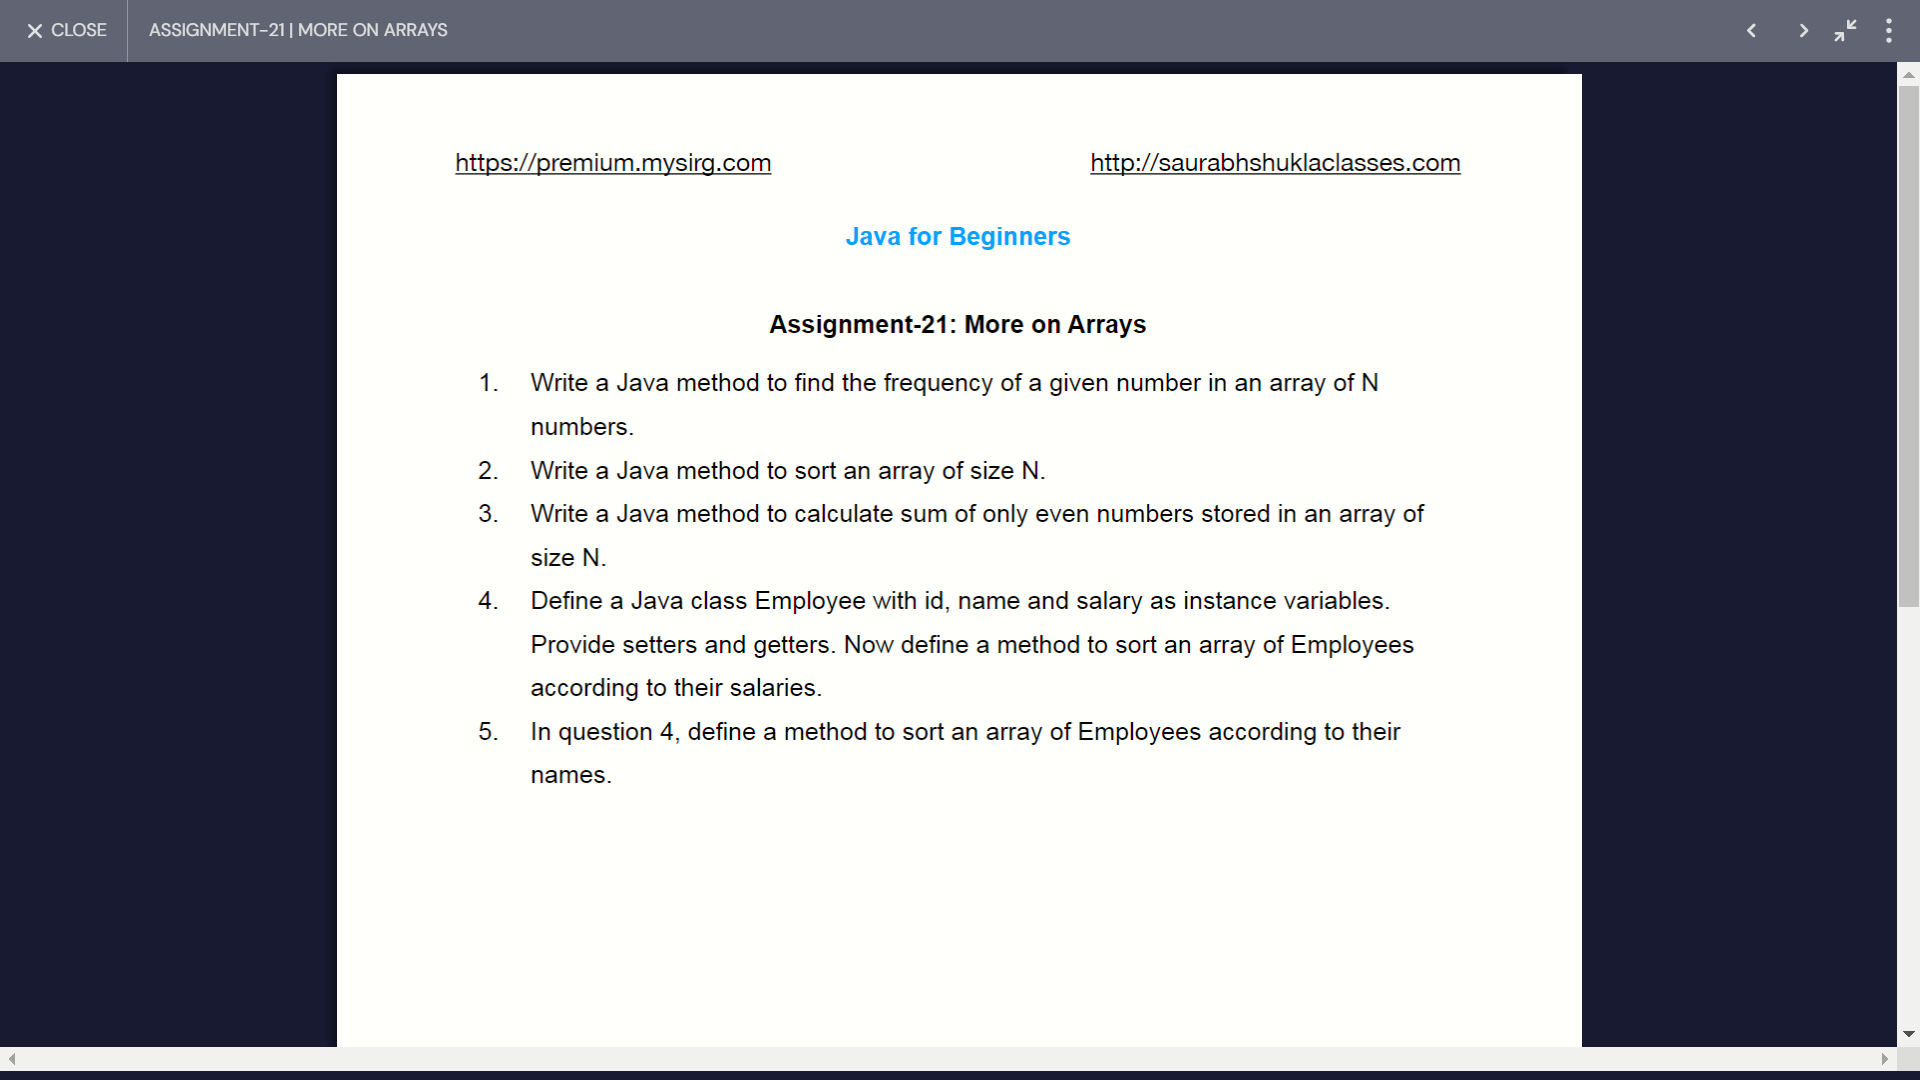 CLOSE
ASSIGNMENT-21 | MORE ON ARRAYS
https://premium.mysirg.com
http://saurabhshuklaclasses.com
Java for Beginners
Assignment-21: More on Arrays
1. Write a Java method to find the frequency of a given number in an array of N
numbers.
2. Write a Java method to sort an array of size N.
3. Write a Java method to calculate sum of only even numbers stored in an array of
size N.
4. Define a Java class Employee with id, name and salary as instance variables.
Provide setters and getters. Now define a method to sort an array of Employees
according to their salaries.
5. In question 4, define a method to sort an array of Employees according to their
names.